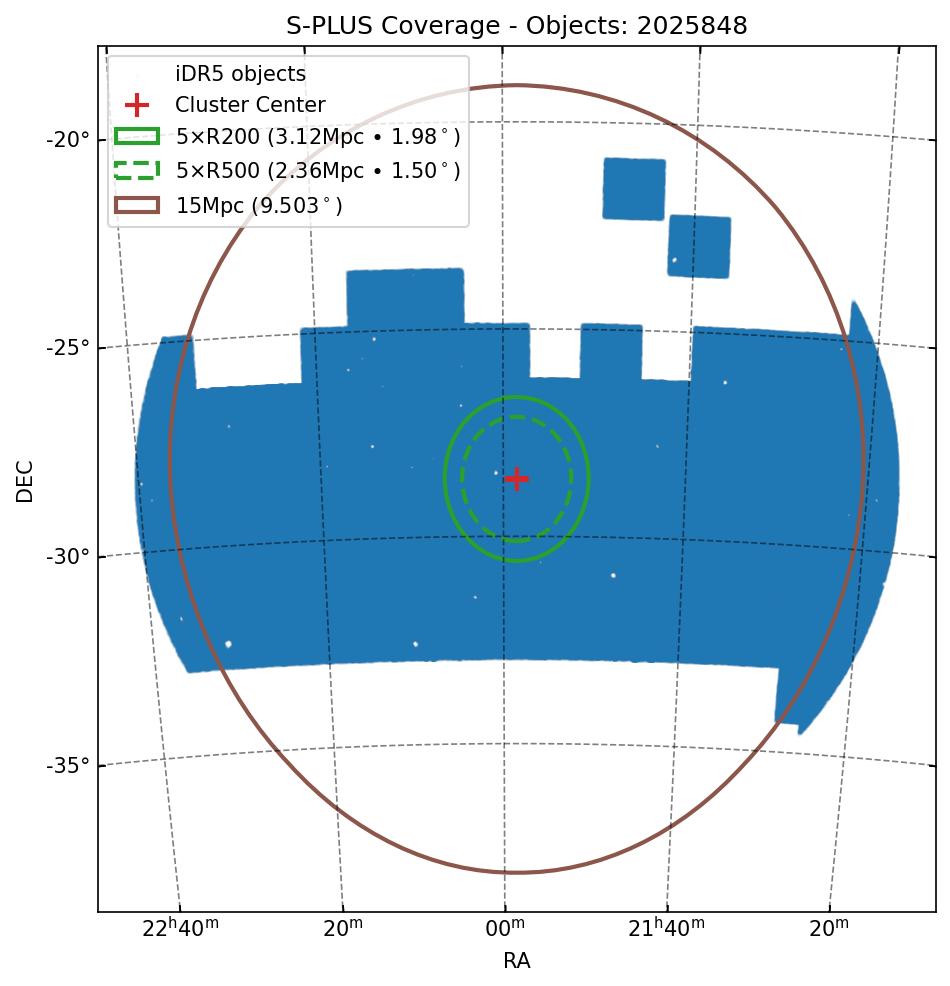 S-PLUS Coverage - Objects: 2025848
iDR5 objects
Cluster Center
5×R200 (3.12Mpc • 1.98°)
5×R500 (2.36Mpc • 1.50°)
15Mpc (9.503°)
-20°
-25°
-30°
-35°
DEC
22h40m 20m 00m 21h40m 20m
RA